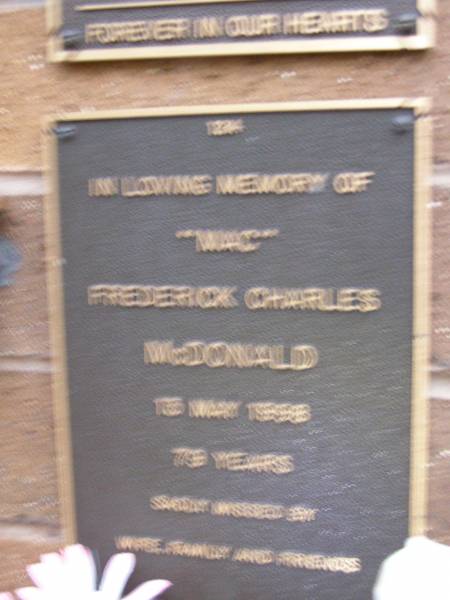 FOREVER IN OUR HEARTS
IN LOVING MEMORY OF
"MAC"
FREDERICK CHARLES
McDONALD
MAY
YEARS
SADLY MISSED BY
WIFE, FAMILY AND FRIENDS